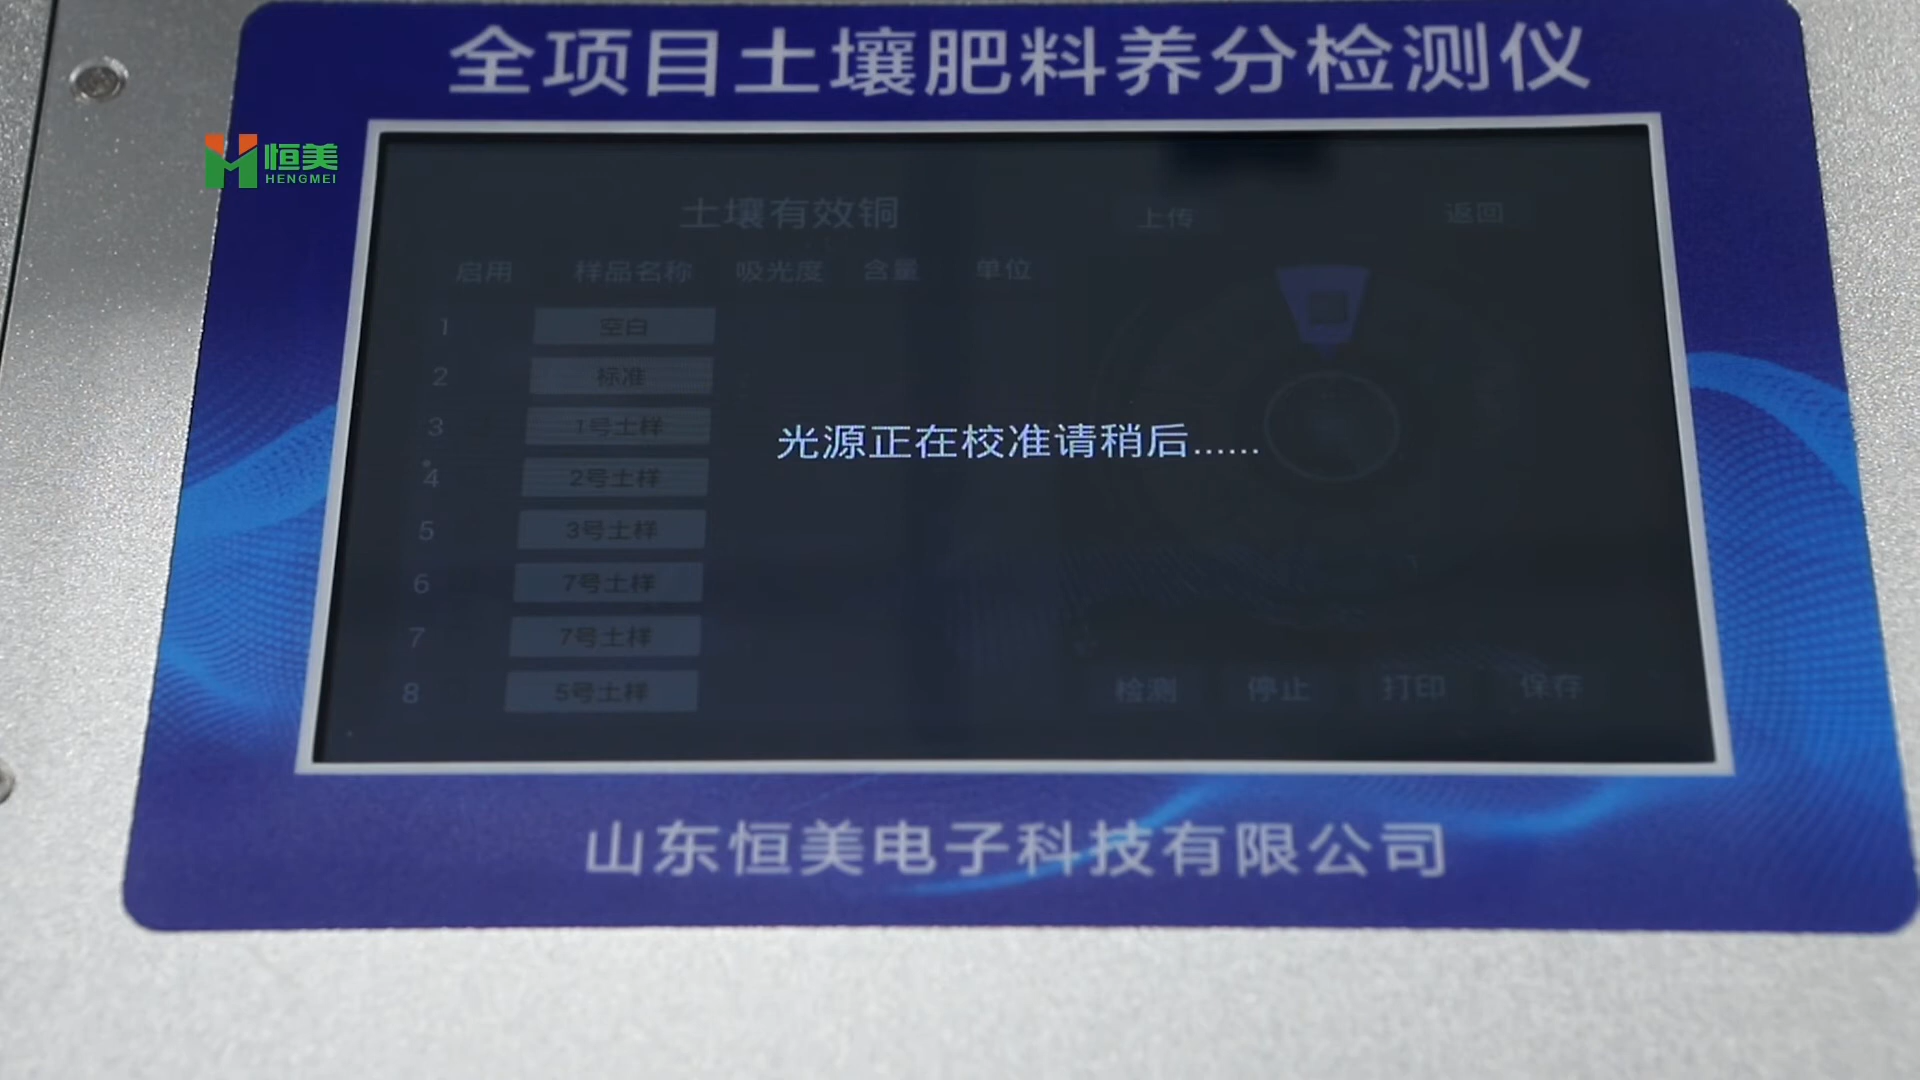 全项目土壤肥料养分检测仪
恒美
HENGMEI
土壤有效铜 上传 返回
启用 样品名称 吸光度 含量 单位
1 空白
2 标准
3 1号土样
光源正在校准请稍后......
4 2号土样
5 3号土样
6 7号土样
7 7号土样
8 5号土样
检测 停止 打印 保存
山东恒美电子科技有限公司